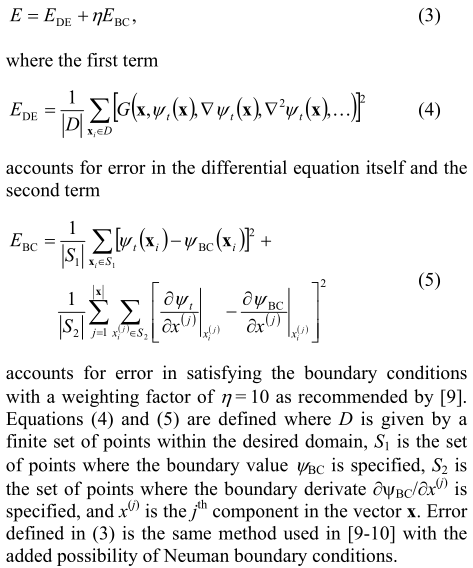 E = E_DE + ηE_BC, (3)
where the first term
E_DE = 1/|D| ∑_{x_i∈D} [G(x, ψ_t(x), ∇ψ_t(x), ∇²ψ_t(x), …)]² (4)
accounts for error in the differential equation itself and the
second term
E_BC = 1/|S_1| ∑_{x_i∈S_1} [ψ_t(x_i) − ψ_BC(x_i)]² +
1/|S_2| ∑_{j=1}^{|x|} ∑_{x_i^{(j)}∈S_2} [∂ψ_t/∂x^{(j)}|_{x_i^{(j)}} − ∂ψ_BC/∂x^{(j)}|_{x_i^{(j)}}]² (5)
accounts for error in satisfying the boundary conditions
with a weighting factor of η = 10 as recommended by [9].
Equations (4) and (5) are defined where D is given by a
finite set of points within the desired domain, S_1 is the set
of points where the boundary value ψ_BC is specified, S_2 is
the set of points where the boundary derivate ∂ψ_BC/∂x^{(j)} is
specified, and x^{(j)} is the j^{th} component in the vector x. Error
defined in (3) is the same method used in [9-10] with the
added possibility of Neuman boundary conditions.